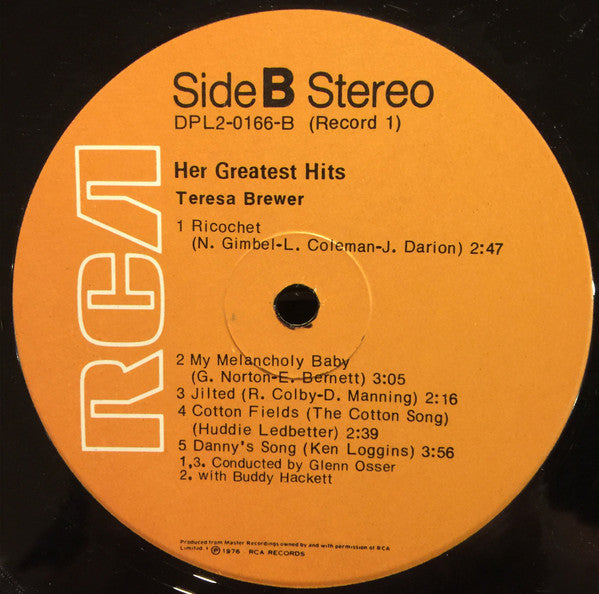 Side B Stereo
DPL2-0166-B (Record 1)
Her Greatest Hits
Teresa Brewer
1 Ricochet
(N. Gimbel-L. Coleman-J. Darion) 2:47
RCA
2 My Melancholy Baby
(G. Norton-E. Bernett) 3:05
3 Jilted (R. Colby-D. Manning) 2:16
4 Cotton Fields (The Cotton Song)
(Huddie Ledbetter) 2:39
5 Danny's Song (Ken Loggins) 3:56
1,3. Conducted by Glenn Osser
2. with Buddy Hackett
Produced from Master Recordings owned by and with permission of RCA
Limited. 1 ℗ 1976 · RCA RECORDS